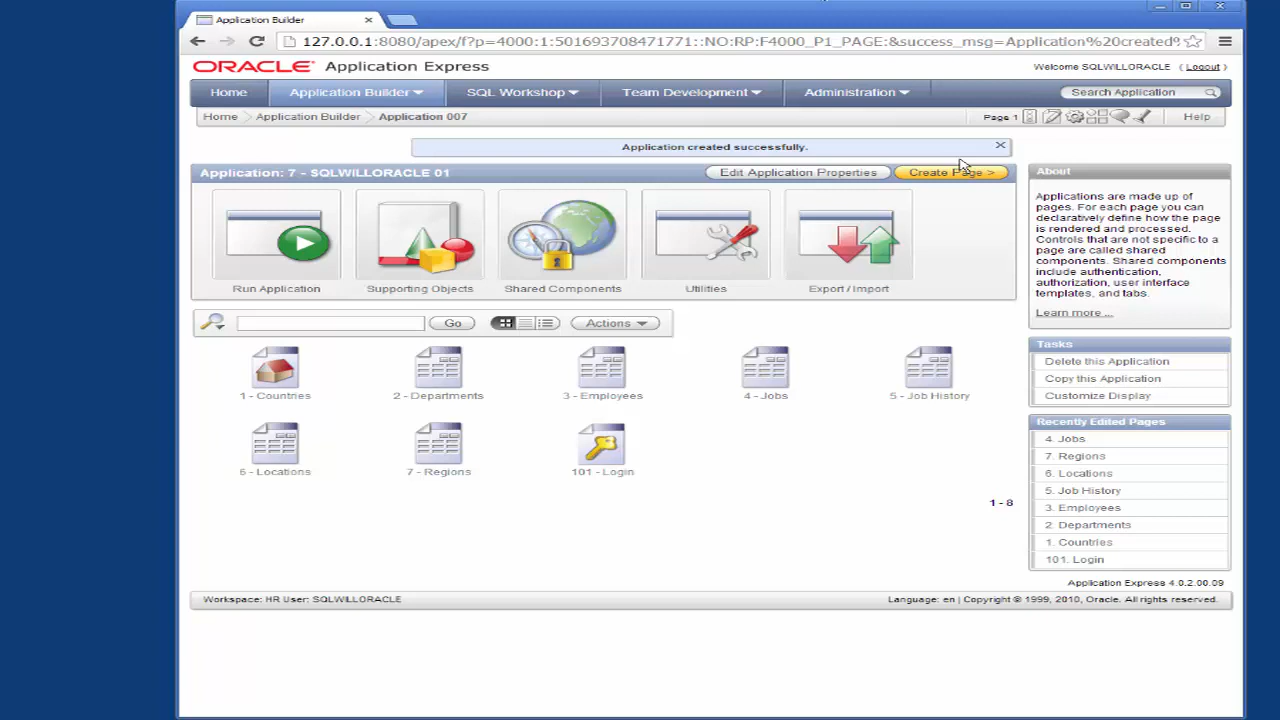 Application Builder
127.0.0.1:8080/apex/f?p=4000:1:501693708471771::NO:RP:F4000_P1_PAGE:&success_msg=Application%20created%
ORACLE Application Express
Welcome SQLWILLORACLE ( Logout )
Home Application Builder SQL Workshop Team Development Administration Search Application
Home Application Builder Application 007 Page 1 Help
Application created successfully.
Application: 7 - SQLWILLORACLE 01 Edit Application Properties Create Page >
Run Application Supporting Objects Shared Components Utilities Export / Import
Go Actions
1 - Countries 2 - Departments 3 - Employees 4 - Jobs 5 - Job History
6 - Locations 7 - Regions 101 - Login
1 - 8
About
Applications are made up of
pages. For each page you can
declaratively define how the page
is rendered and processed.
Controls that are not specific to a
page are called shared
components. Shared components
include authentication,
authorization, user interface
templates, and tabs.
Learn more ...
Tasks
Delete this Application
Copy this Application
Customize Display
Recently Edited Pages
4. Jobs
7. Regions
6. Locations
5. Job History
3. Employees
2. Departments
1. Countries
101. Login
Application Express 4.0.2.00.09
Workspace: HR User: SQLWILLORACLE
Language: en | Copyright © 1999, 2010, Oracle. All rights reserved.